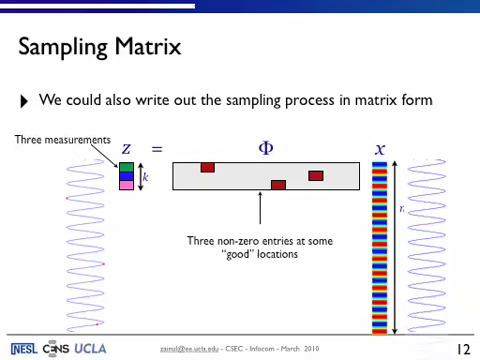 Sampling Matrix
We could also write out the sampling process in matrix form
Three measurements
z = Φ x
k
n
Three non-zero entries at some
“good” locations
NESL CENS UCLA
zainul@ee.ucla.edu - CSEC - Infocom - March 2010
12